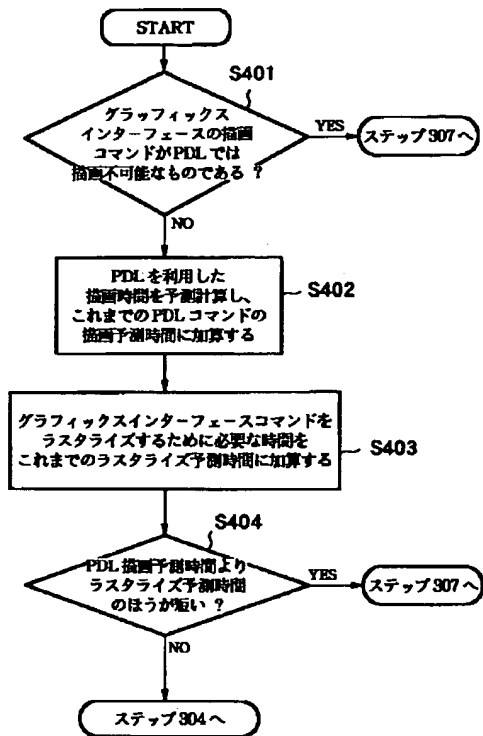 START
S401
グラッフィックス
インターフェースの描画
コマンドがPDLでは
描画不可能なものである ?
YES
ステップ 307 へ
NO
PDLを利用した
描画時間を予測計算し、
これまでのPDLコマンドの
描画予測時間に加算する
S402
グラフィックスインターフェースコマンドを
ラスタライズするために必要な時間を
これまでのラスタライズ予測時間に加算する
S403
S404
PDL描画予測時間より
ラスタライズ予測時間
のほうが短い ?
YES
ステップ 307 へ
NO
ステップ 304 へ